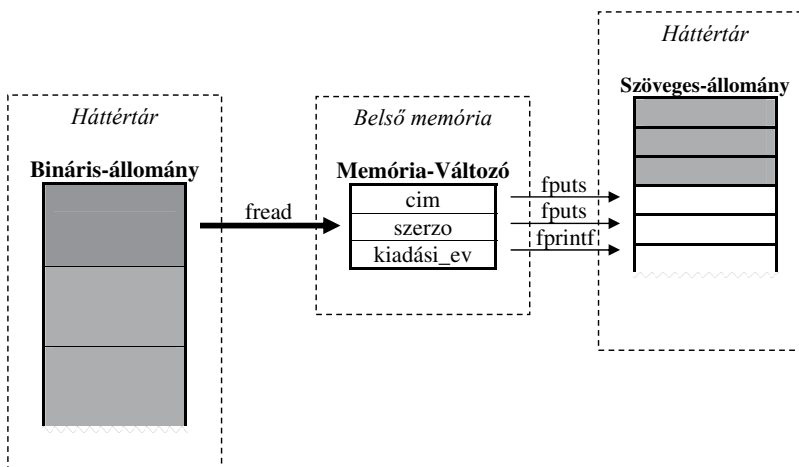 Háttértár
Bináris-állomány
fread
Belső memória
Memória-Változó
cim
szerzo
kiadási_ev
fputs
fputs
fprintf
Háttértár
Szöveges-állomány